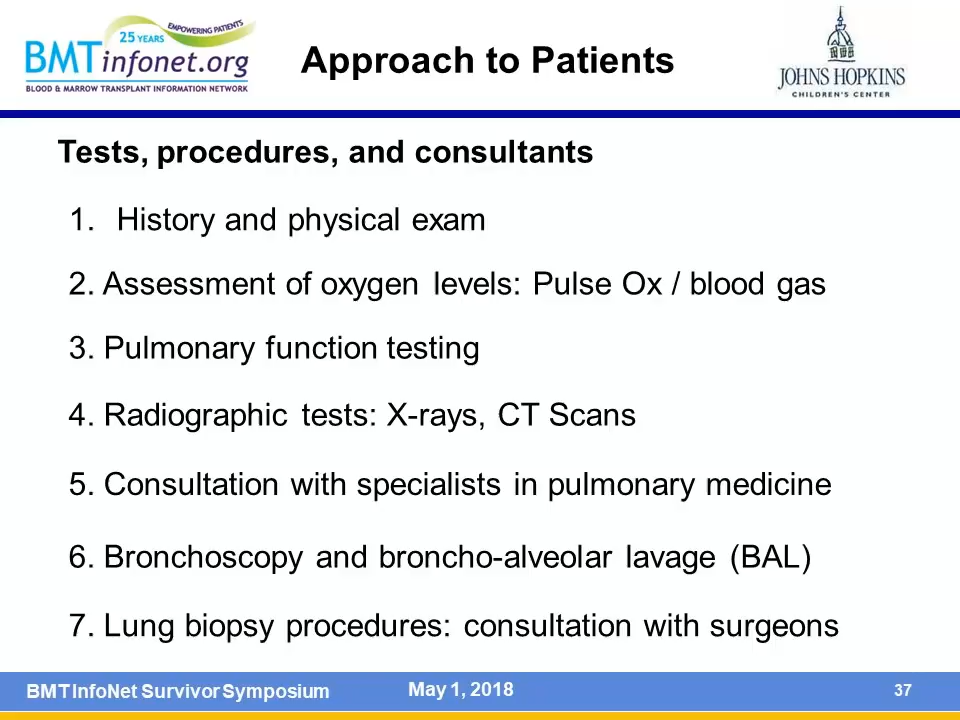 25 YEARS EMPOWERING PATIENTS
BMTinfonet.org
BLOOD & MARROW TRANSPLANT INFORMATION NETWORK
Approach to Patients
JOHNS HOPKINS
CHILDREN'S CENTER
Tests, procedures, and consultants
1. History and physical exam
2. Assessment of oxygen levels: Pulse Ox / blood gas
3. Pulmonary function testing
4. Radiographic tests: X-rays, CT Scans
5. Consultation with specialists in pulmonary medicine
6. Bronchoscopy and broncho-alveolar lavage (BAL)
7. Lung biopsy procedures: consultation with surgeons
BMT InfoNet Survivor Symposium May 1, 2018 37